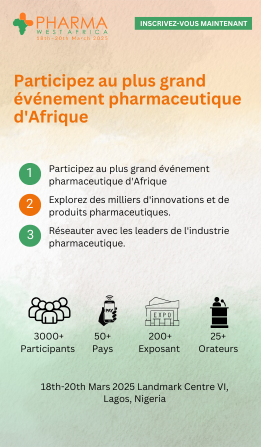 PHARMA
WESTAFRICA
18th-20th March 2025
INSCRIVEZ-VOUS MAINTENANT
Participez au plus grand
événement pharmaceutique
d'Afrique
1 Participez au plus grand événement
pharmaceutique d'Afrique
2 Explorez des milliers d'innovations et de
produits pharmaceutiques.
3 Réseauter avec les leaders de l'industrie
pharmaceutique.
PAY
EXPO
3000+ 50+ 200+ 25+
Participants Pays Exposant Orateurs
18th-20th Mars 2025 Landmark Centre VI,
Lagos, Nigeria